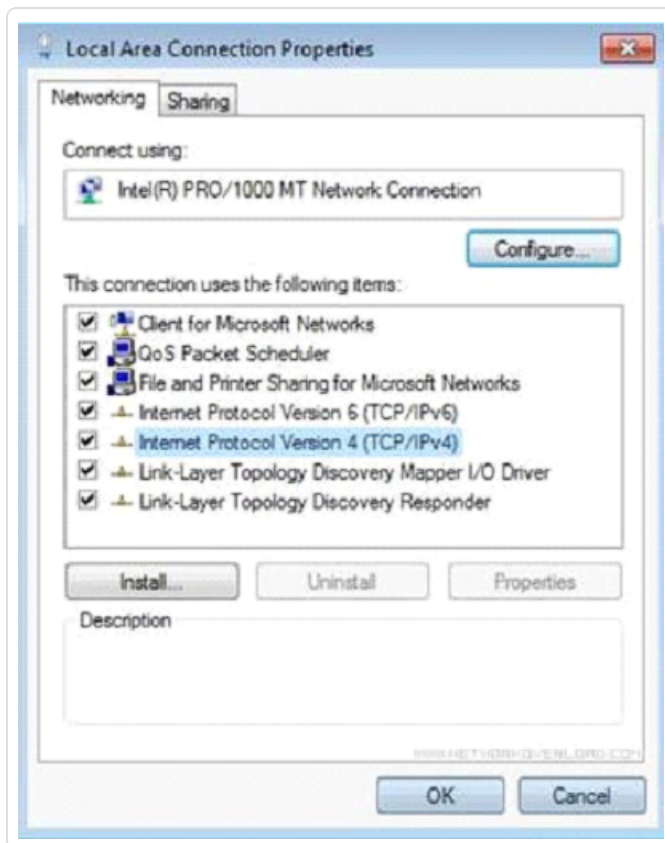 Local Area Connection Properties
Networking
Sharing
Connect using:
Intel(R) PRO/1000 MT Network Connection
Configure...
This connection uses the following items:
Client for Microsoft Networks
QoS Packet Scheduler
File and Printer Sharing for Microsoft Networks
Internet Protocol Version 6 (TCP/IPv6)
Internet Protocol Version 4 (TCP/IPv4)
Link-Layer Topology Discovery Mapper I/O Driver
Link-Layer Topology Discovery Responder
Install...
Uninstall
Properties
Description
OK
Cancel